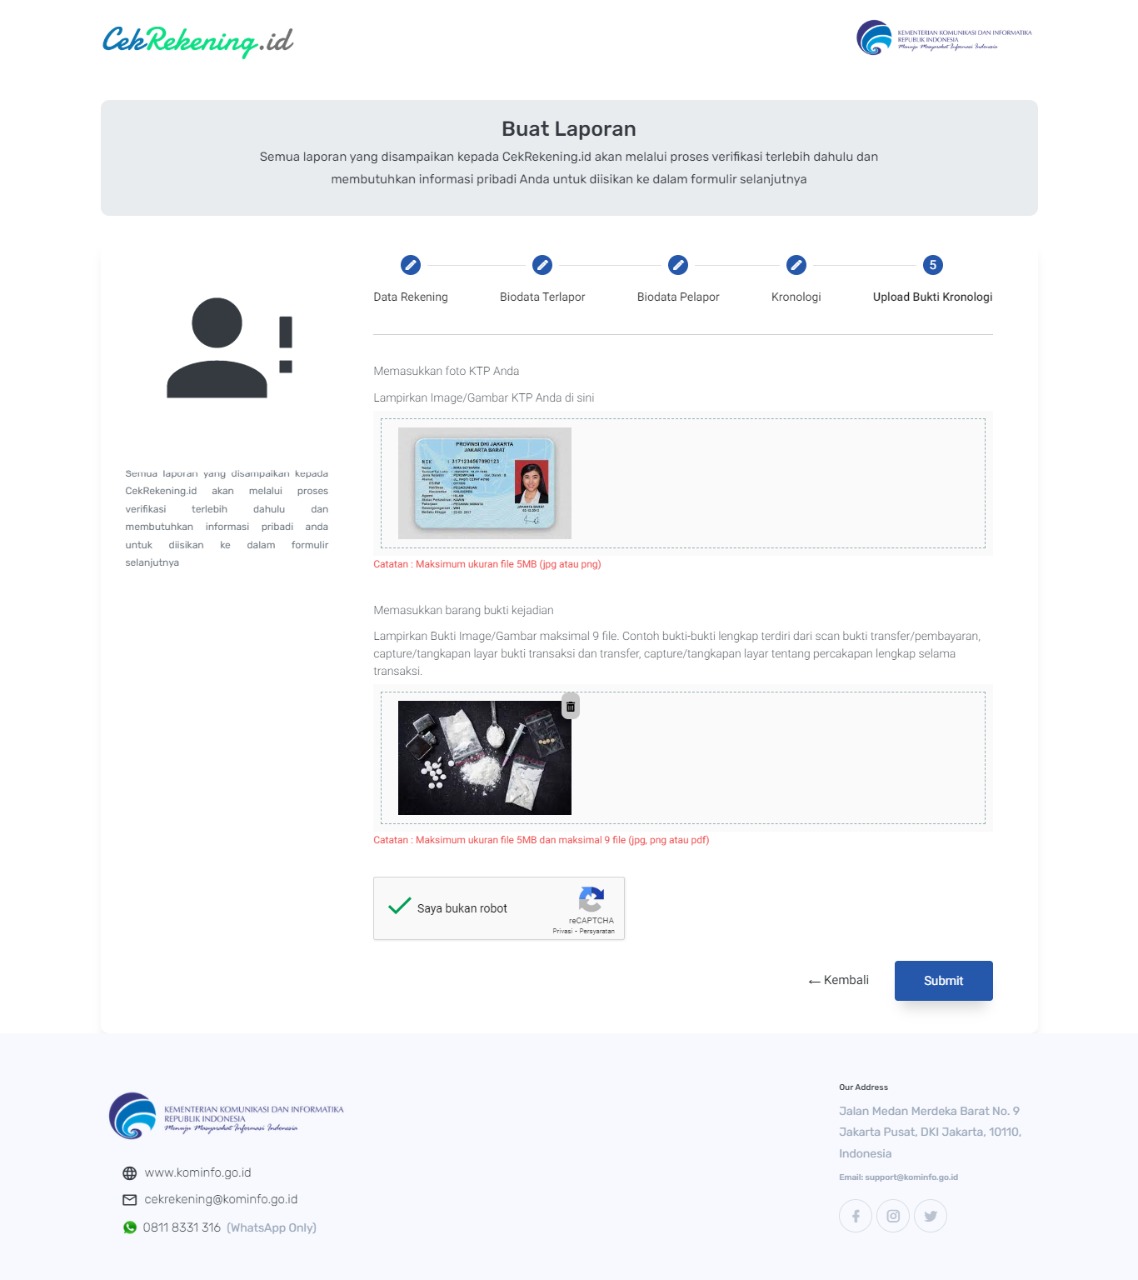 CekRekening.id
KEMENTERIAN KOMUNIKASI DAN INFORMATIKA
REPUBLIK INDONESIA
Menuju Masyarakat Informasi Indonesia
Buat Laporan
Semua laporan yang disampaikan kepada CekRekening.id akan melalui proses verifikasi terlebih dahulu dan
membutuhkan informasi pribadi Anda untuk diisikan ke dalam formulir selanjutnya
5
Data Rekening
Biodata Terlapor
Biodata Pelapor
Kronologi
Upload Bukti Kronologi
Semua laporan yang disampaikan kepada
CekRekening.id akan melalui proses
verifikasi terlebih dahulu dan
membutuhkan informasi pribadi anda
untuk diisikan ke dalam formulir
selanjutnya
Memasukkan foto KTP Anda
Lampirkan Image/Gambar KTP Anda di sini
PROVINSI DKI JAKARTA
JAKARTA BARAT
NIK
Catatan : Maksimum ukuran file 5MB (jpg atau png)
Memasukkan barang bukti kejadian
Lampirkan Bukti Image/Gambar maksimal 9 file. Contoh bukti-bukti lengkap terdiri dari scan bukti transfer/pembayaran,
capture/tangkapan layar bukti transaksi dan transfer, capture/tangkapan layar tentang percakapan lengkap selama
transaksi.
Catatan : Maksimum ukuran file 5MB dan maksimal 9 file (jpg, png atau pdf)
Saya bukan robot
reCAPTCHA
Privasi - Persyaratan
← Kembali
Submit
KEMENTERIAN KOMUNIKASI DAN INFORMATIKA
REPUBLIK INDONESIA
Menuju Masyarakat Informasi Indonesia
www.kominfo.go.id
cekrekening@kominfo.go.id
0811 8331 316 (WhatsApp Only)
Our Address
Jalan Medan Merdeka Barat No. 9
Jakarta Pusat, DKI Jakarta, 10110,
Indonesia
Email: support@kominfo.go.id